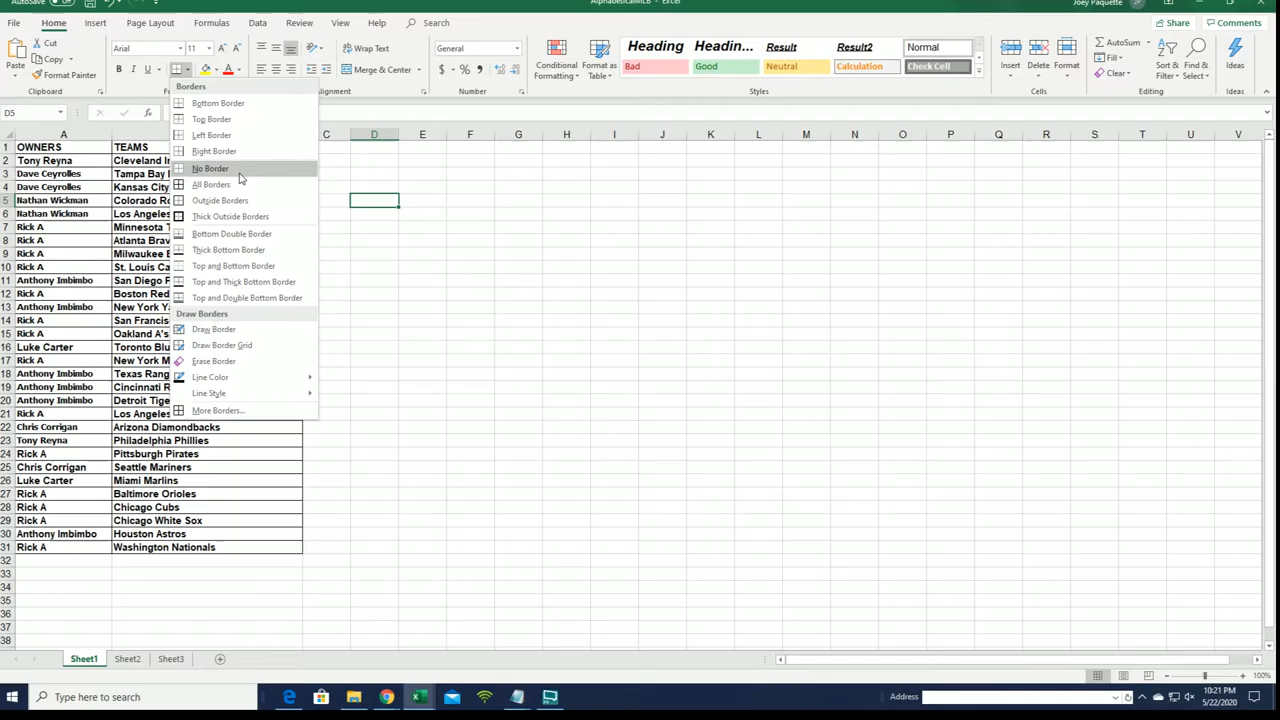 AutoSave
AlphabeticalMLB - Excel
Joey Paquette
JP
File Home Insert Page Layout Formulas Data Review View Help Search
Share Comments
Paste
Cut
Copy
Format Painter
Clipboard
Arial 11
B I U
Wrap Text
Merge & Center
General
$ % ,
Conditional Formatting
Format as Table
Heading Headin... Result Result2 Normal
Bad Good Neutral Calculation Check Cell
Styles
Insert Delete Format
Cells
AutoSum
Fill
Clear
Sort & Filter
Find & Select
Editing
Ideas
Ideas
D5
fx
Borders
Bottom Border
Top Border
Left Border
Right Border
No Border
All Borders
Outside Borders
Thick Outside Borders
Bottom Double Border
Thick Bottom Border
Top and Bottom Border
Top and Thick Bottom Border
Top and Double Bottom Border
Draw Borders
Draw Border
Draw Border Grid
Erase Border
Line Color
Line Style
More Borders...
A C D E F G H I J K L M N O P Q R S T U V
1 OWNERS TEAMS
2 Tony Reyna Cleveland In
3 Dave Ceyrolles Tampa Bay
4 Dave Ceyrolles Kansas City
5 Nathan Wickman Colorado Ro
6 Nathan Wickman Los Angeles
7 Rick A Minnesota T
8 Rick A Atlanta Brav
9 Rick A Milwaukee
10 Rick A St. Louis Ca
11 Anthony Imbimbo San Diego
12 Rick A Boston Red
13 Anthony Imbimbo New York Y
14 Rick A San Francis
15 Rick A Oakland A's
16 Luke Carter Toronto Blu
17 Rick A New York M
18 Anthony Imbimbo Texas Rang
19 Anthony Imbimbo Cincinnati
20 Anthony Imbimbo Detroit Tige
21 Rick A Los Angeles
22 Chris Corrigan Arizona Diamondbacks
23 Tony Reyna Philadelphia Phillies
24 Rick A Pittsburgh Pirates
25 Chris Corrigan Seattle Mariners
26 Luke Carter Miami Marlins
27 Rick A Baltimore Orioles
28 Rick A Chicago Cubs
29 Rick A Chicago White Sox
30 Anthony Imbimbo Houston Astros
31 Rick A Washington Nationals
32
33
34
35
36
37
38
Sheet1 Sheet2 Sheet3
100%
Type here to search
Address
10:21 PM
5/22/2020